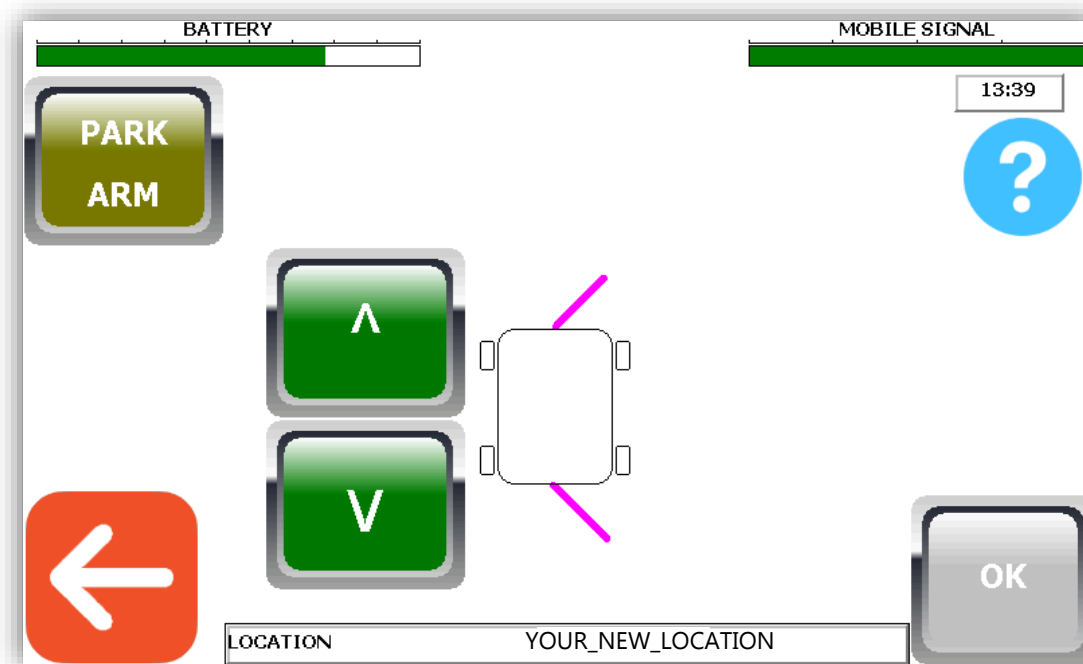 BATTERY
MOBILE SIGNAL
13:39
PARK
ARM
?
^
V
OK
LOCATION YOUR_NEW_LOCATION